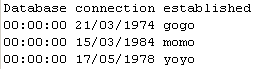 Database connection established
00:00:00 21/03/1974 gogo
00:00:00 15/03/1984 momo
00:00:00 17/05/1978 yoyo